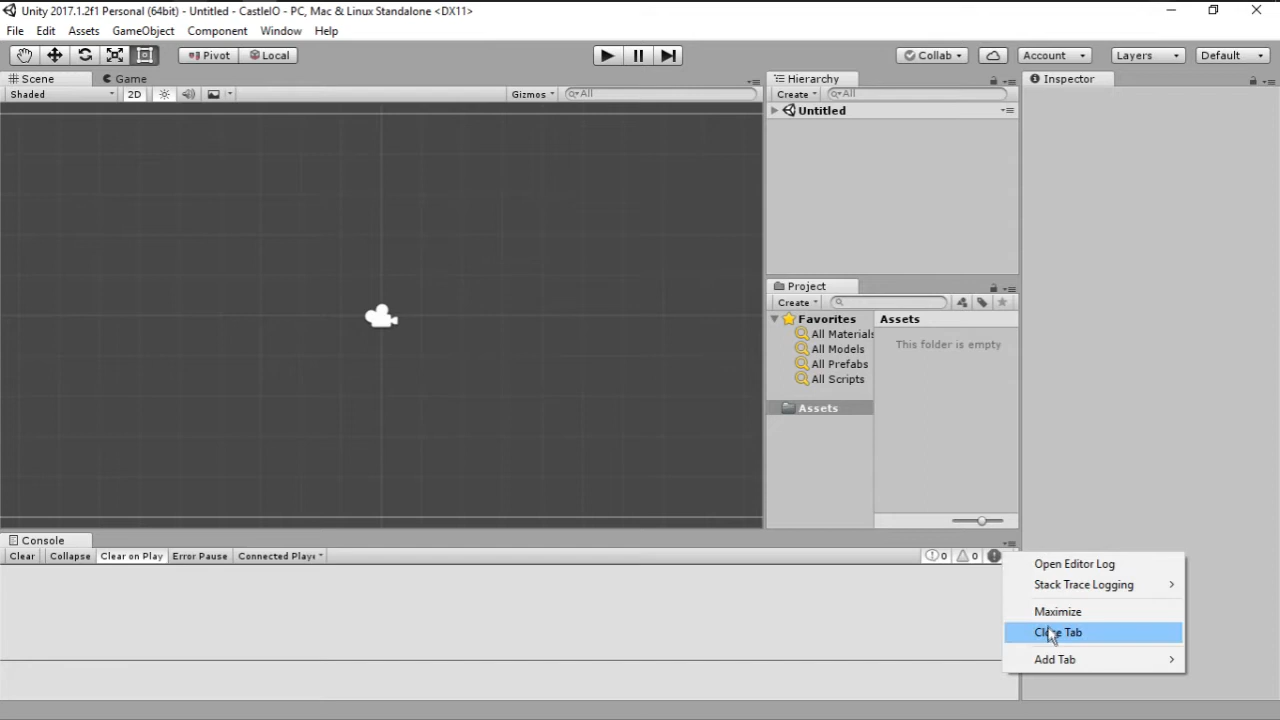 Unity 2017.1.2f1 Personal (64bit) - Untitled - CastleIO - PC, Mac & Linux Standalone <DX11>
File Edit Assets GameObject Component Window Help
Pivot Local Collab Account Layers Default
Scene Game Hierarchy Inspector
Shaded 2D Gizmos All Create All
Untitled
Project
Create
Favorites Assets
All Materials This folder is empty
All Models
All Prefabs
All Scripts
Assets
Console
Clear Collapse Clear on Play Error Pause Connected Playe 0 0
Open Editor Log
Stack Trace Logging
Maximize
Close Tab
Add Tab